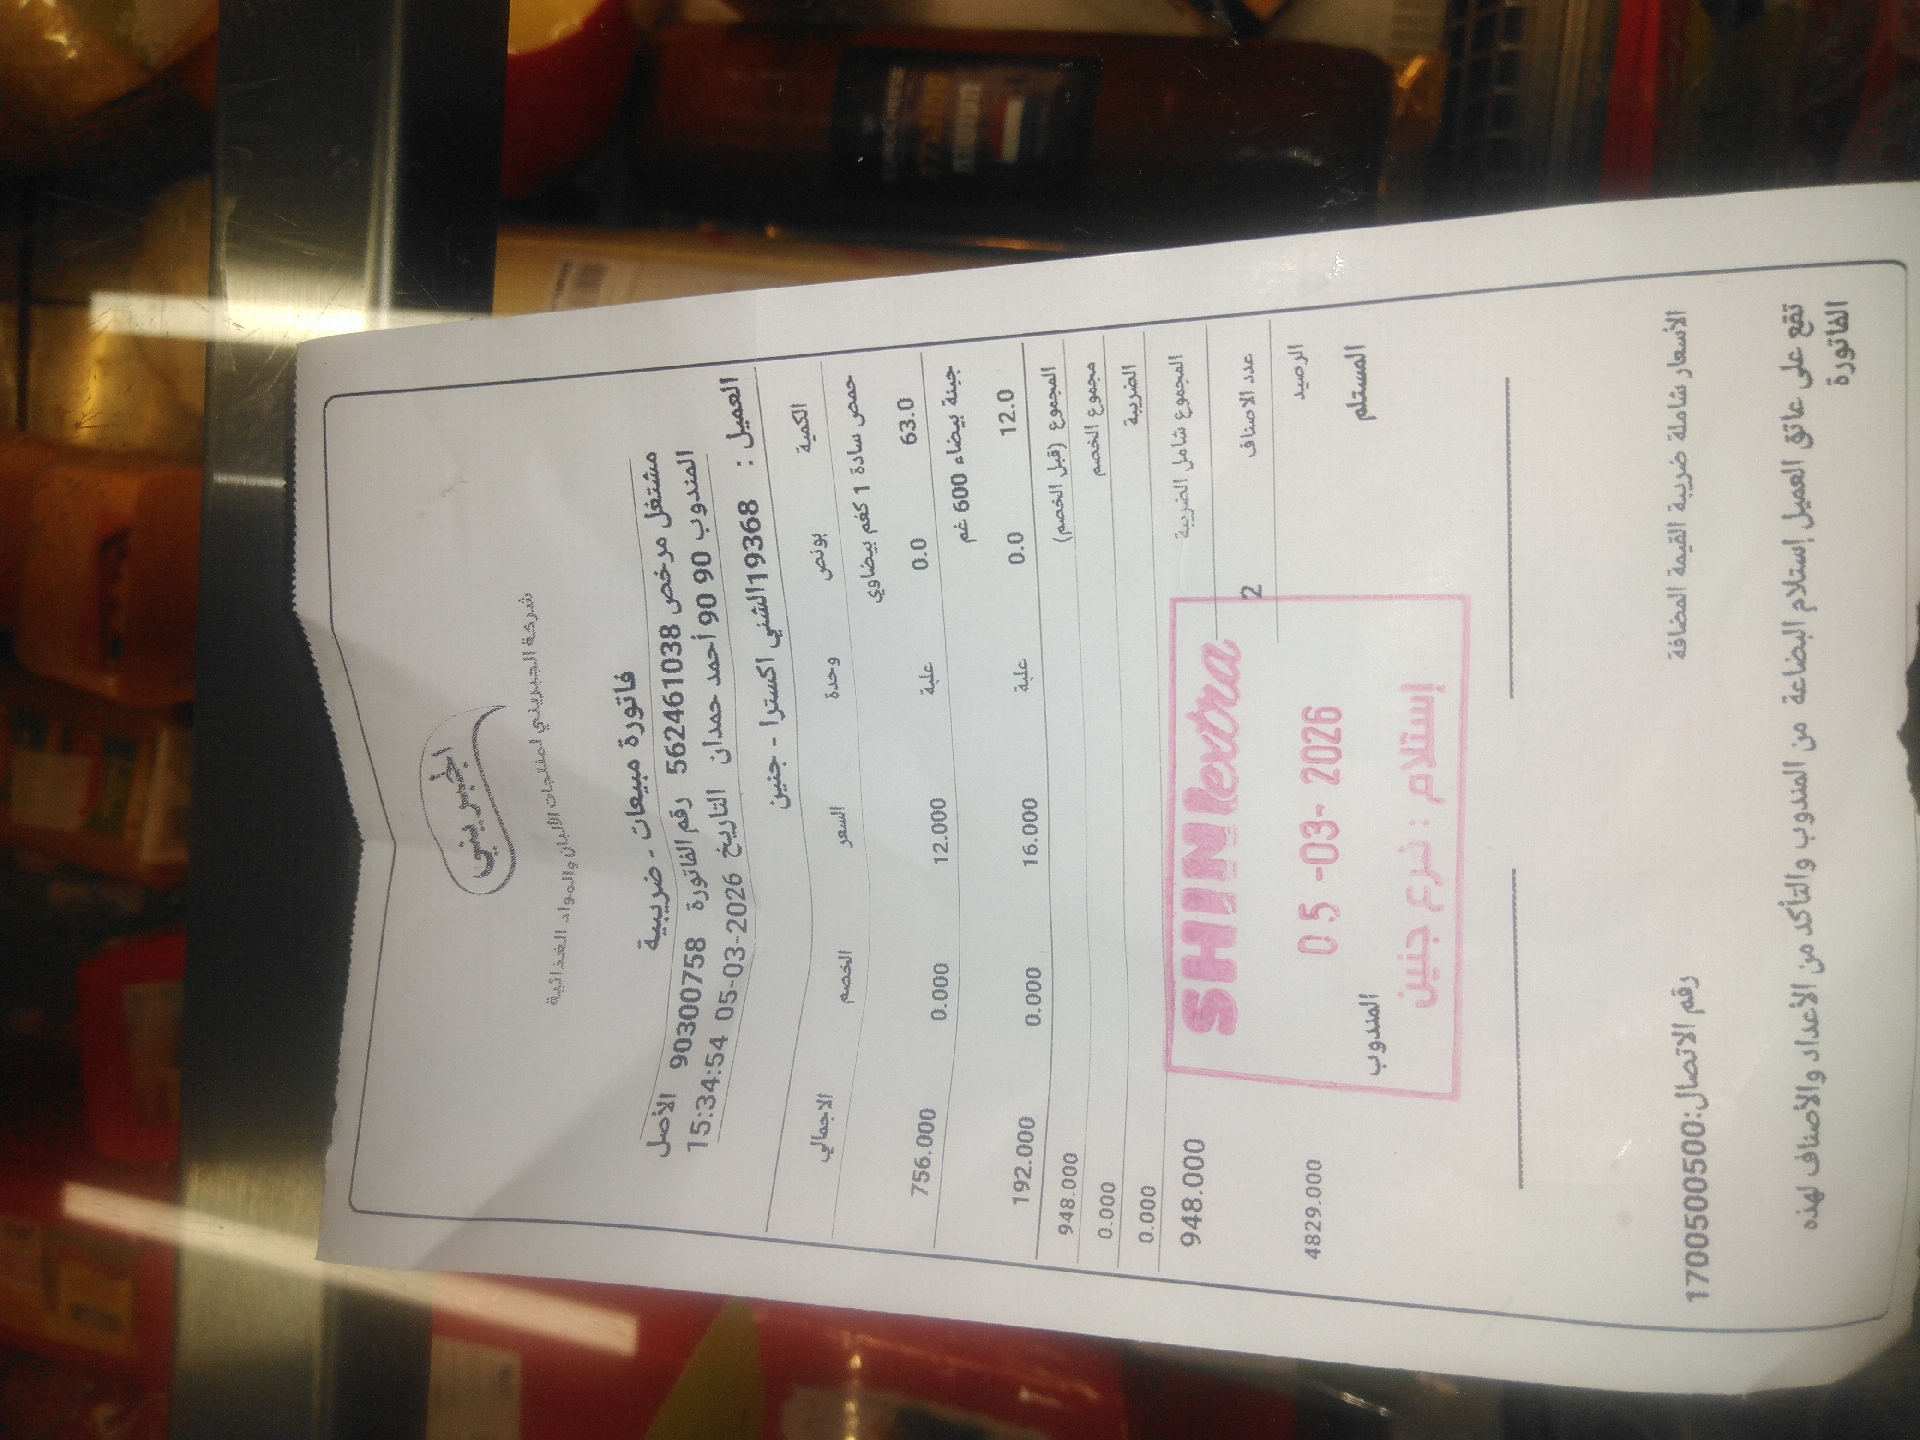 الجبريني
شركة الجبريني لمنتجات الألبان والمواد الغذائية
فاتورة مبيعات - ضريبية
مشتغل مرخص 562461038 رقم الفاتورة 90300758 الأصل
المندوب 90 90 أحمد حمدان التاريخ 05-03-2026 15:34:54
العميل : 19368الشني اكسترا - جنين
الكمية بونص وحدة السعر الخصم الاجمالي
حمص سادة 1 كغم بيضاوي
63.0 0.0 علبة 12.000 0.000 756.000
جبنة بيضاء 600 غم
12.0 0.0 علبة 16.000 0.000 192.000
المجموع (قبل الخصم) 948.000
مجموع الخصم 0.000
الضريبة 0.000
المجموع شامل الضريبة 948.000
عدد الاصناف 2
الرصيد 4829.000
المستلم المندوب
SHINI extra
05-03-2026
إستلام : فرع جنين
الأسعار شاملة ضريبة القيمة المضافة
رقم الاتصال:1700500500
تقع على عاتق العميل إستلام البضاعة من المندوب والتأكد من الأعداد والأصناف لهذه
الفاتورة